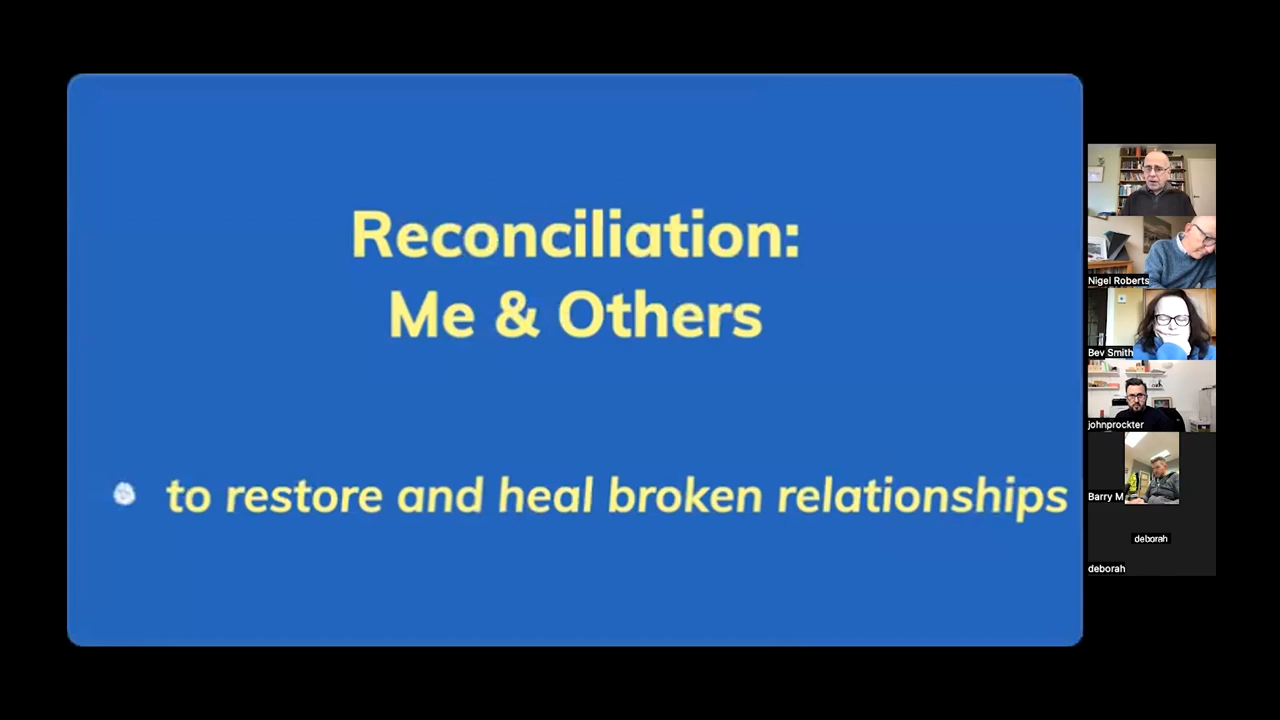 Reconciliation:
Me & Others
to restore and heal broken relationships
Nigel Roberts
Bev Smith
johnprockter
Barry M
deborah
deborah